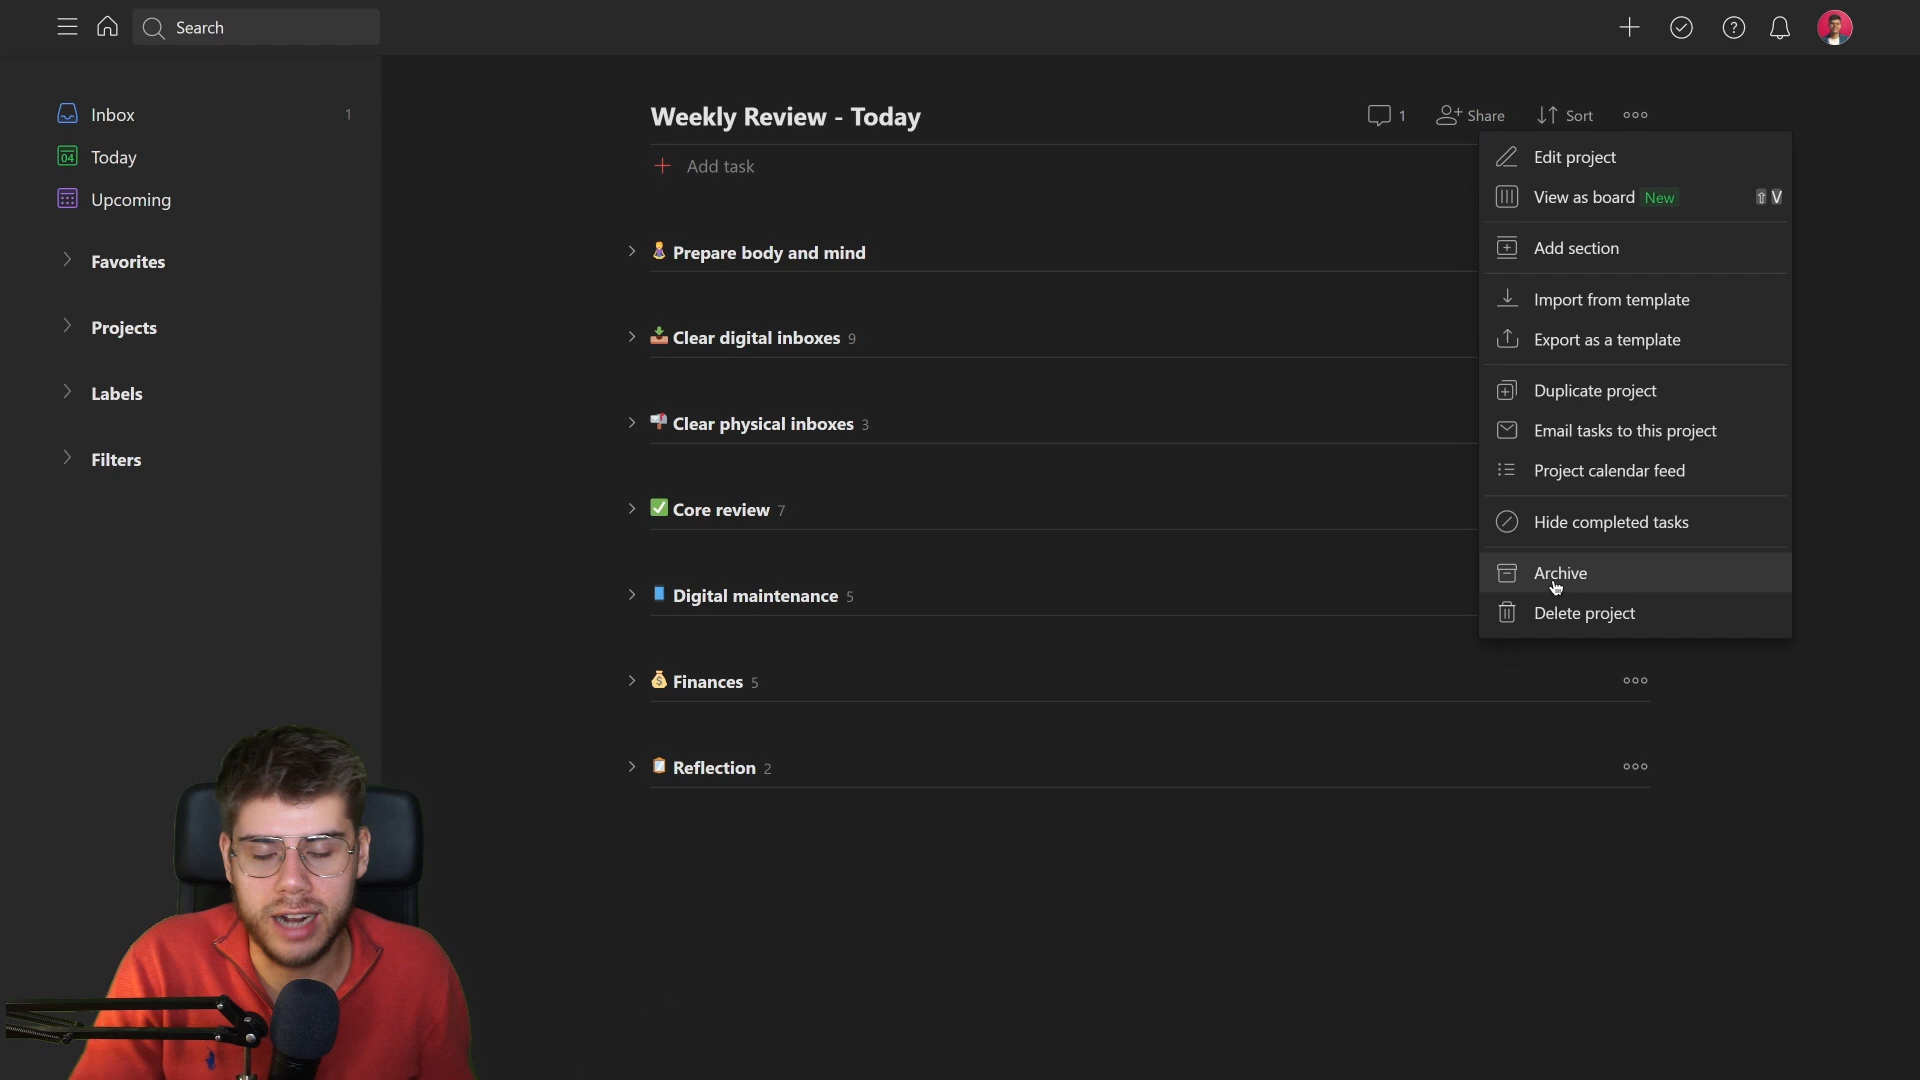 Search
Inbox 1
04 Today
Upcoming
Favorites
Projects
Labels
Filters
Weekly Review - Today
1 Share Sort
Add task
Prepare body and mind
Clear digital inboxes 9
Clear physical inboxes 3
Core review 7
Digital maintenance 5
Finances 5
Reflection 2
Edit project
View as board New ⇧ V
Add section
Import from template
Export as a template
Duplicate project
Email tasks to this project
Project calendar feed
Hide completed tasks
Archive
Delete project